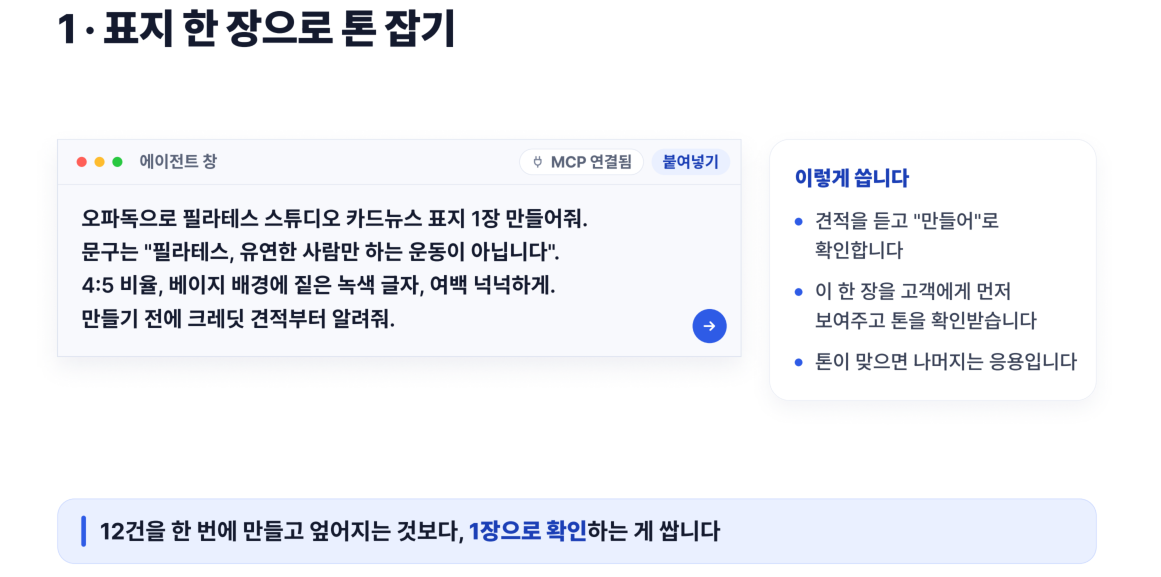 1 · 표지 한 장으로 톤 잡기
에이전트 창
MCP 연결됨
붙여넣기
오파독으로 필라테스 스튜디오 카드뉴스 표지 1장 만들어줘.
문구는 "필라테스, 유연한 사람만 하는 운동이 아닙니다".
4:5 비율, 베이지 배경에 짙은 녹색 글자, 여백 넉넉하게.
만들기 전에 크레딧 견적부터 알려줘.
이렇게 씁니다
견적을 듣고 "만들어"로
확인합니다
이 한 장을 고객에게 먼저
보여주고 톤을 확인받습니다
톤이 맞으면 나머지는 응용입니다
12건을 한 번에 만들고 엎어지는 것보다, 1장으로 확인하는 게 쌉니다